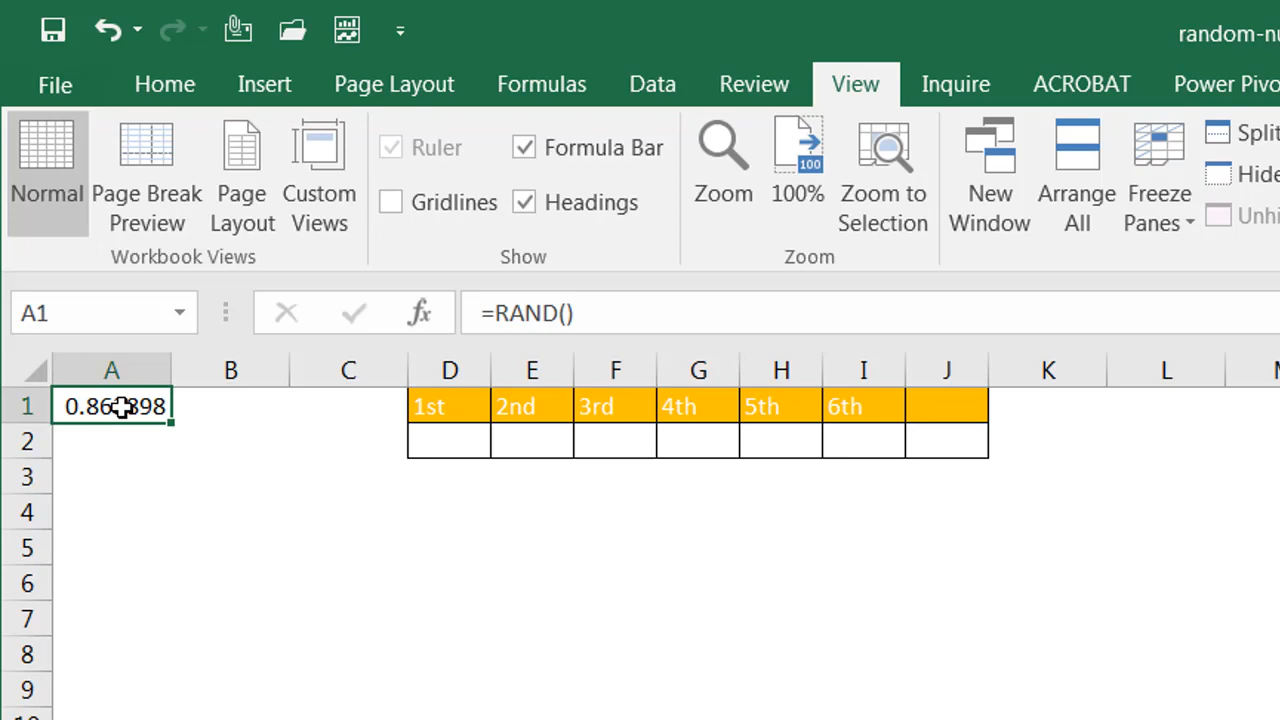 random-nu
File Home Insert Page Layout Formulas Data Review View Inquire ACROBAT Power Pivo
Normal Page Break Preview Page Layout Custom Views
Ruler Formula Bar
Gridlines Headings
Zoom 100% Zoom to Selection
100
New Window Arrange All Freeze Panes
Split
Hide
Unhi
Workbook Views Show Zoom
A1 fx =RAND()
A B C D E F G H I J K L M
1 1st 2nd 3rd 4th 5th 6th
2
3
4
5
6
7
8
9
10